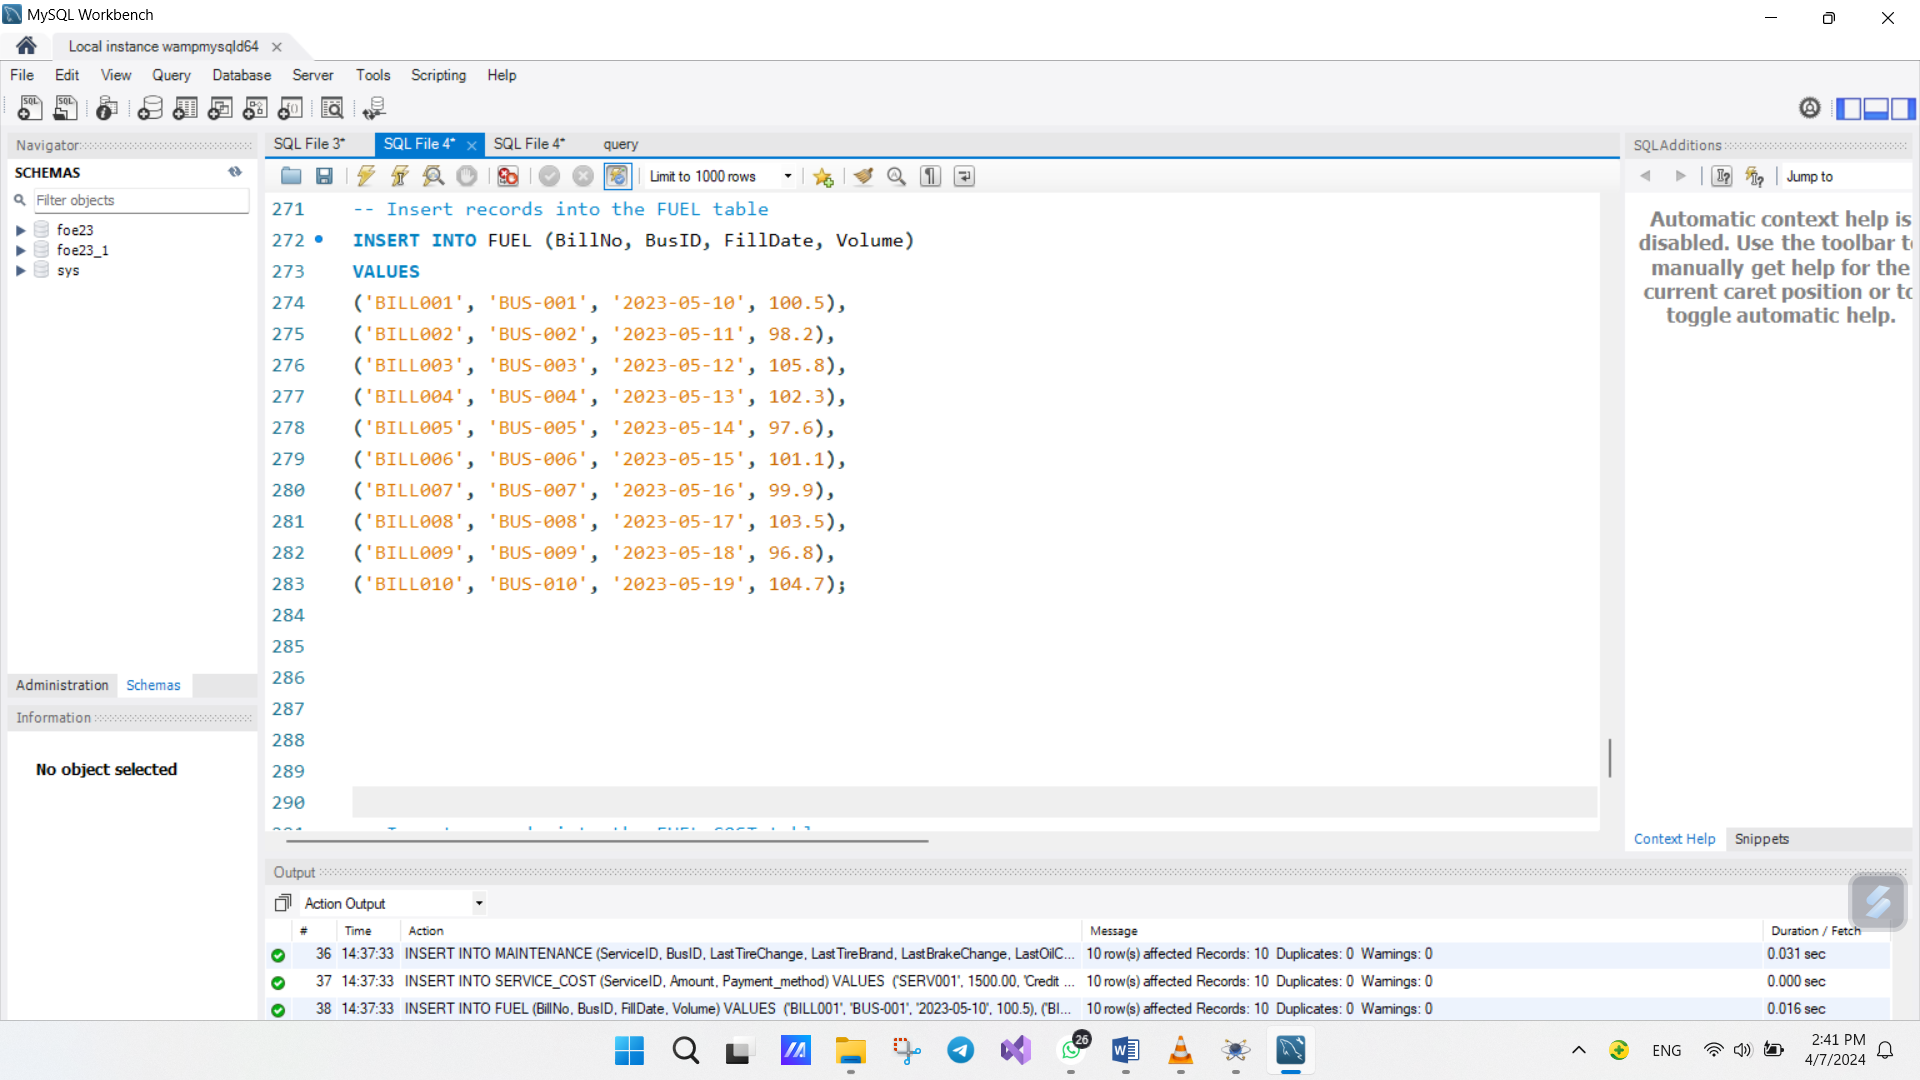 MySQL Workbench
Local instance wampmysqld64
File Edit View Query Database Server Tools Scripting Help
Navigator
SCHEMAS
Filter objects
foe23
foe23_1
sys
Administration Schemas
Information
No object selected
SQL File 3* SQL File 4* SQL File 4* query
Limit to 1000 rows
271 -- Insert records into the FUEL table
272 INSERT INTO FUEL (BillNo, BusID, FillDate, Volume)
273 VALUES
274 ('BILL001', 'BUS-001', '2023-05-10', 100.5),
275 ('BILL002', 'BUS-002', '2023-05-11', 98.2),
276 ('BILL003', 'BUS-003', '2023-05-12', 105.8),
277 ('BILL004', 'BUS-004', '2023-05-13', 102.3),
278 ('BILL005', 'BUS-005', '2023-05-14', 97.6),
279 ('BILL006', 'BUS-006', '2023-05-15', 101.1),
280 ('BILL007', 'BUS-007', '2023-05-16', 99.9),
281 ('BILL008', 'BUS-008', '2023-05-17', 103.5),
282 ('BILL009', 'BUS-009', '2023-05-18', 96.8),
283 ('BILL010', 'BUS-010', '2023-05-19', 104.7);
284
285
286
287
288
289
290
SQLAdditions
Jump to
Automatic context help is
disabled. Use the toolbar to
manually get help for the
current caret position or to
toggle automatic help.
Context Help Snippets
Output
Action Output
# Time Action Message Duration / Fetch
36 14:37:33 INSERT INTO MAINTENANCE (ServiceID, BusID, LastTireChange, LastTireBrand, LastBrakeChange, LastOilC... 10 row(s) affected Records: 10 Duplicates: 0 Warnings: 0 0.031 sec
37 14:37:33 INSERT INTO SERVICE_COST (ServiceID, Amount, Payment_method) VALUES ('SERV001', 1500.00, 'Credit ... 10 row(s) affected Records: 10 Duplicates: 0 Warnings: 0 0.000 sec
38 14:37:33 INSERT INTO FUEL (BillNo, BusID, FillDate, Volume) VALUES ('BILL001', 'BUS-001', '2023-05-10', 100.5), ('BI... 10 row(s) affected Records: 10 Duplicates: 0 Warnings: 0 0.016 sec
26
ENG
2:41 PM
4/7/2024